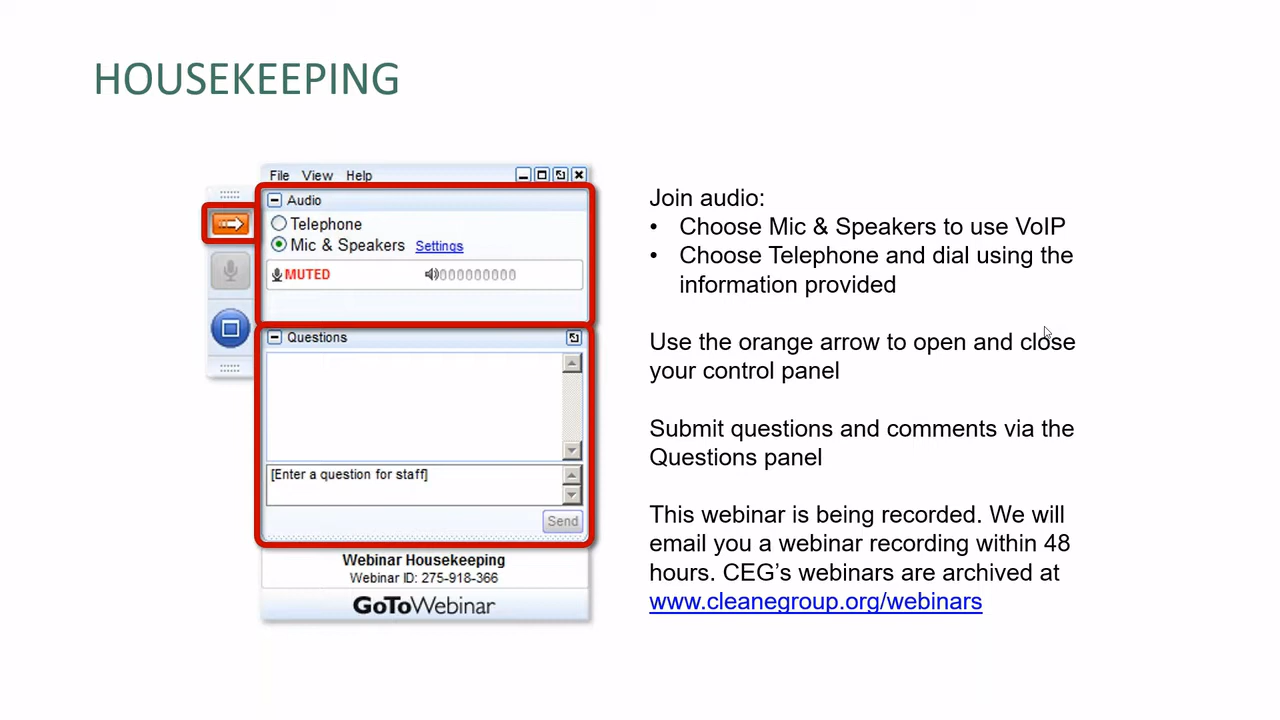 HOUSEKEEPING
File View Help
Audio
Telephone
Mic & Speakers Settings
MUTED 000000000
Questions
[Enter a question for staff]
Send
Webinar Housekeeping
Webinar ID: 275-918-366
GoToWebinar
Join audio:
• Choose Mic & Speakers to use VoIP
• Choose Telephone and dial using the
information provided
Use the orange arrow to open and close
your control panel
Submit questions and comments via the
Questions panel
This webinar is being recorded. We will
email you a webinar recording within 48
hours. CEG’s webinars are archived at
www.cleanegroup.org/webinars